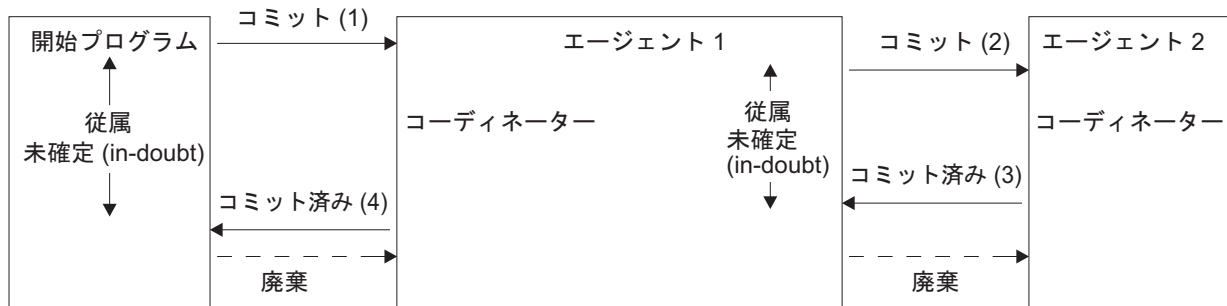 コミット (1)
開始プログラム
エージェント 1
コミット (2)
エージェント 2
従属
未確定 (in-doubt)
コーディネーター
従属
未確定
(in-doubt)
コーディネーター
コミット済み (4)
コミット済み (3)
廃棄
廃棄